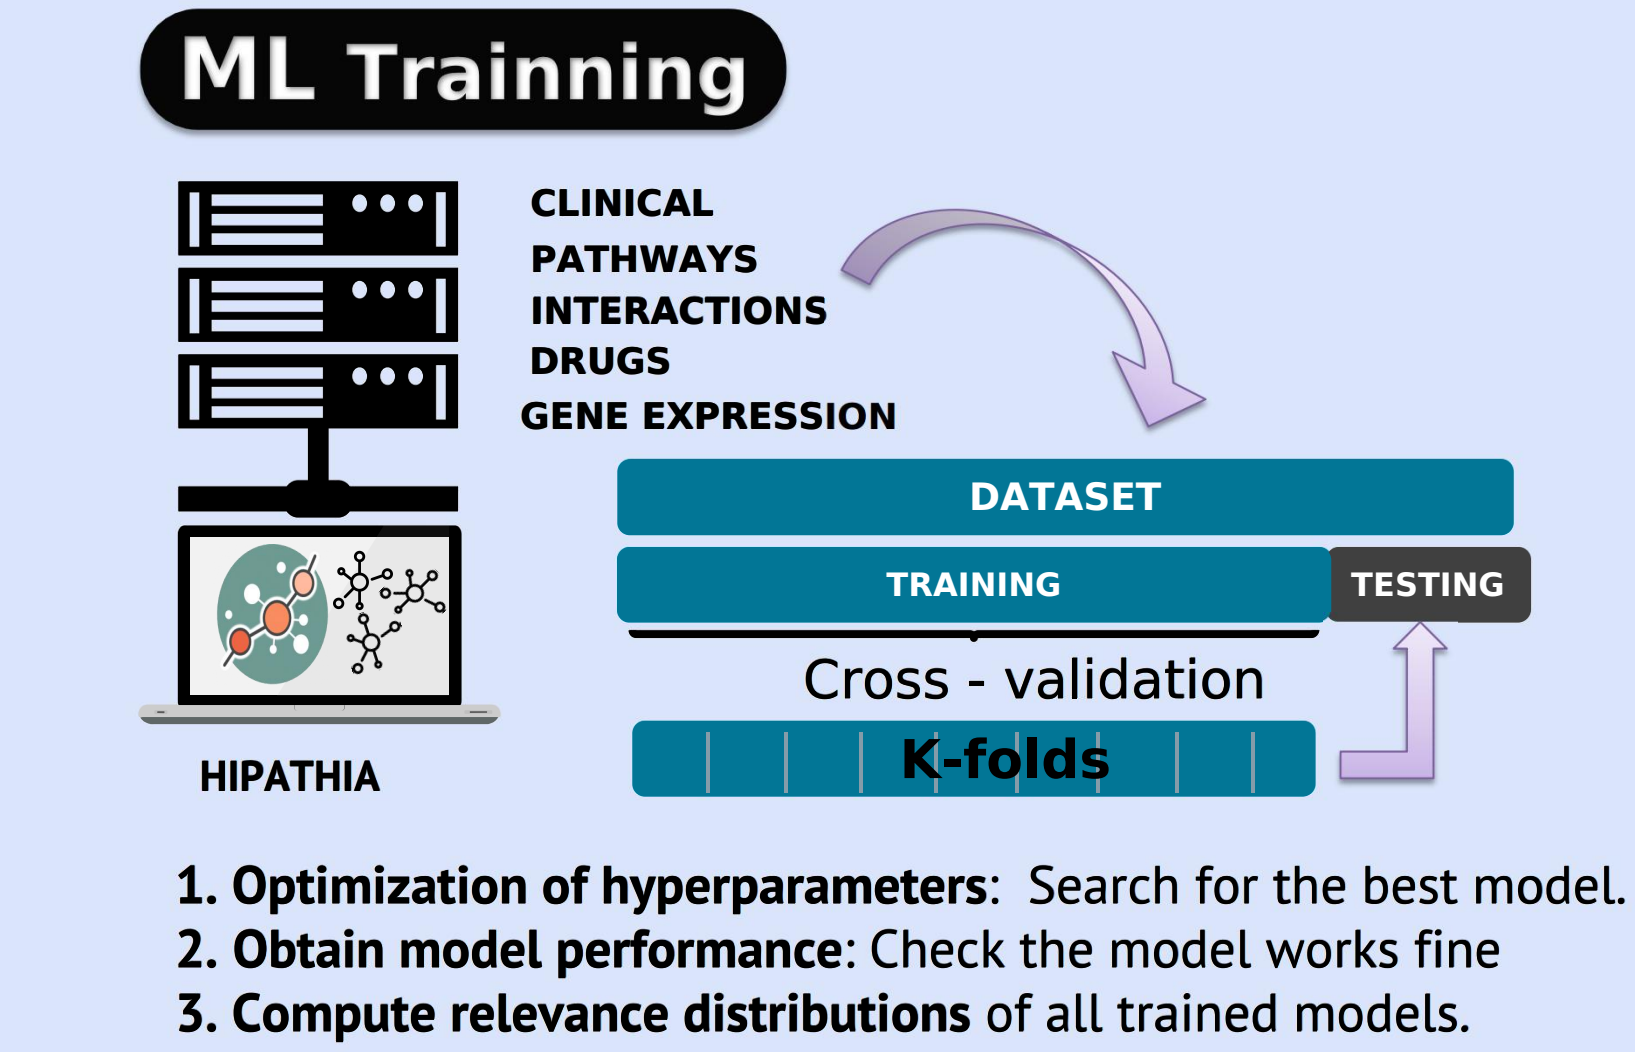 ML Trainning
CLINICAL
PATHWAYS
INTERACTIONS
DRUGS
GENE EXPRESSION
DATASET
TRAINING
TESTING
Cross - validation
K-folds
HIPATHIA
1. Optimization of hyperparameters: Search for the best model.
2. Obtain model performance: Check the model works fine
3. Compute relevance distributions of all trained models.